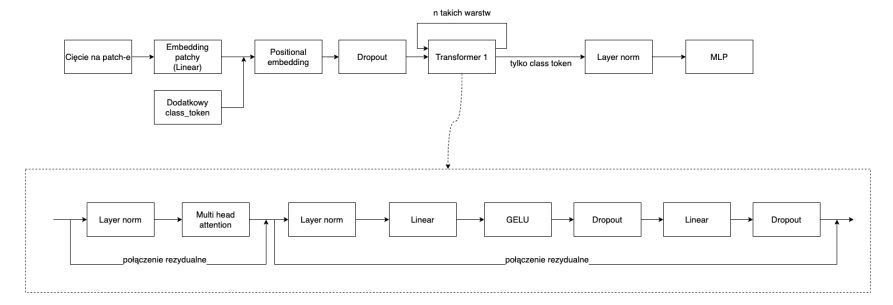 n takich warstw
Cięcie na patch-e
Embedding
patchy
(Linear)
Positional
embedding
Dropout
Transformer 1
tylko class token
Layer norm
MLP
Dodatkowy
class_token
Layer norm
Multi head
attention
Layer norm
Linear
GELU
Dropout
Linear
Dropout
połączenie rezydualne
połączenie rezydualne